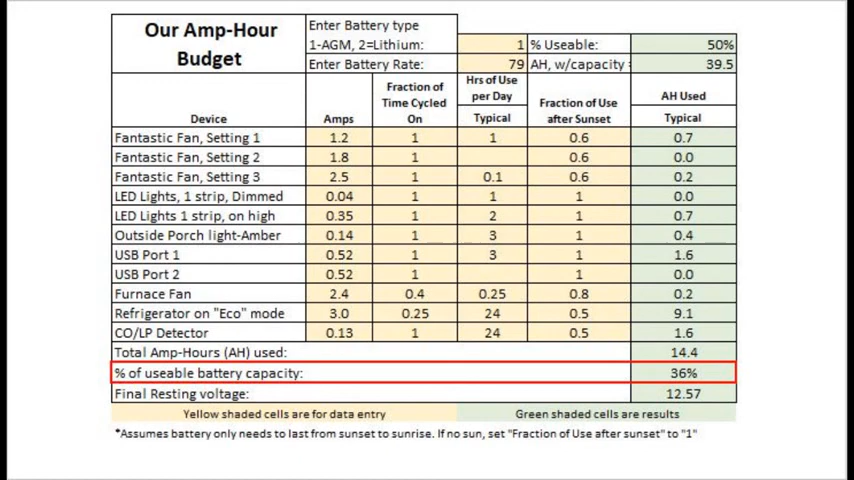 Our Amp-Hour Budget
Enter Battery type
1-AGM, 2=Lithium: 1 % Useable: 50%
Enter Battery Rate: 79 AH, w/capacity = 39.5
Device Amps Fraction of Time Cycled On Hrs of Use per Day Typical Fraction of Use after Sunset AH Used Typical
Fantastic Fan, Setting 1 1.2 1 1 0.6 0.7
Fantastic Fan, Setting 2 1.8 1 0.6 0.0
Fantastic Fan, Setting 3 2.5 1 0.1 0.6 0.2
LED Lights, 1 strip, Dimmed 0.04 1 1 1 0.0
LED Lights 1 strip, on high 0.35 1 2 1 0.7
Outside Porch light-Amber 0.14 1 3 1 0.4
USB Port 1 0.52 1 3 1 1.6
USB Port 2 0.52 1 1 0.0
Furnace Fan 2.4 0.4 0.25 0.8 0.2
Refrigerator on "Eco" mode 3.0 0.25 24 0.5 9.1
CO/LP Detector 0.13 1 24 0.5 1.6
Total Amp-Hours (AH) used: 14.4
% of useable battery capacity: 36%
Final Resting voltage: 12.57
Yellow shaded cells are for data entry Green shaded cells are results
*Assumes battery only needs to last from sunset to sunrise. If no sun, set "Fraction of Use after sunset" to "1"